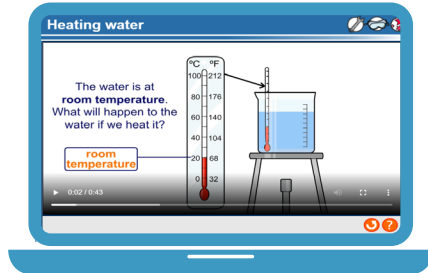 Heating water
°C °F
The water is at
room temperature.
What will happen to the
water if we heat it?
100 212
80 176
60 140
40 104
20 68
0 32
room
temperature
0:02 / 0:43
?